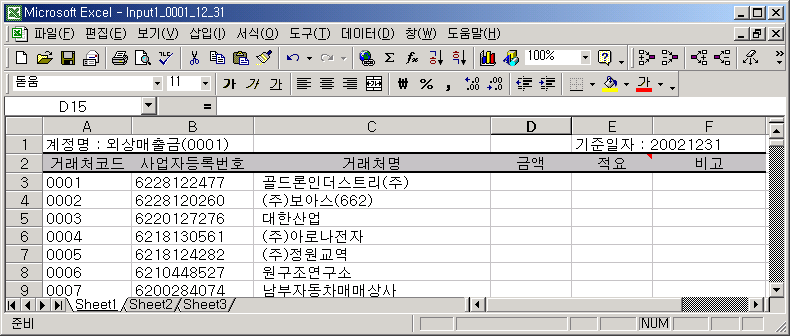 Microsoft Excel - Input1_0001_12_31
파일(F) 편집(E) 보기(V) 삽입(I) 서식(O) 도구(T) 데이터(D) 창(W) 도움말(H)
100%
돋움 11 가 가 가 % , 가
D15 =
A B C D E F
1 계정명 : 외상매출금(0001) 기준일자 : 20021231
2 거래처코드 사업자등록번호 거래처명 금액 적요 비고
3 0001 6228122477 골드론인더스트리(주)
4 0002 6228120260 (주)보아스(662)
5 0003 6220127276 대한산업
6 0004 6218130561 (주)아로나전자
7 0005 6218124282 (주)정원교역
8 0006 6210448527 원구조연구소
9 0007 6200284074 남부자동차매매상사
Sheet1 Sheet2 Sheet3
준비 NUM